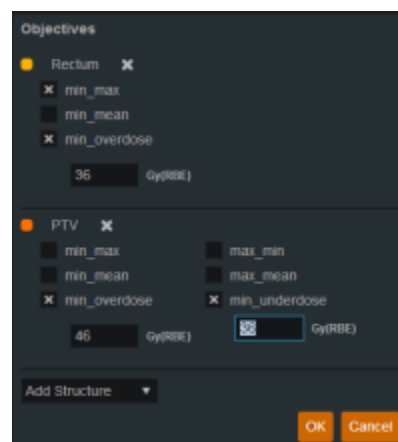 Objectives
Rectum
min_max
min_mean
min_overdose
36 Gy(RBE)
PTV
min_max max_min
min_mean max_mean
min_overdose min_underdose
46 Gy(RBE) Gy(RBE)
Add Structure
OK Cancel